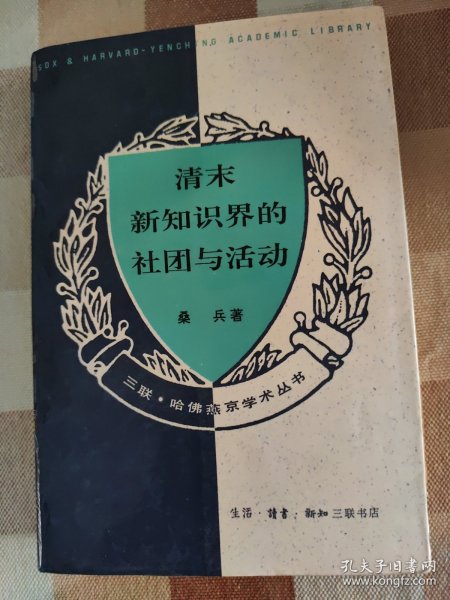 SDX & HARVARD-YENCHING ACADEMIC LIBRARY
清末
新知识界的
社团与活动
桑 兵著
三联·哈佛燕京学术丛书
生活·讀書·新知三联书店
孔夫子旧书网
www.kongfz.com